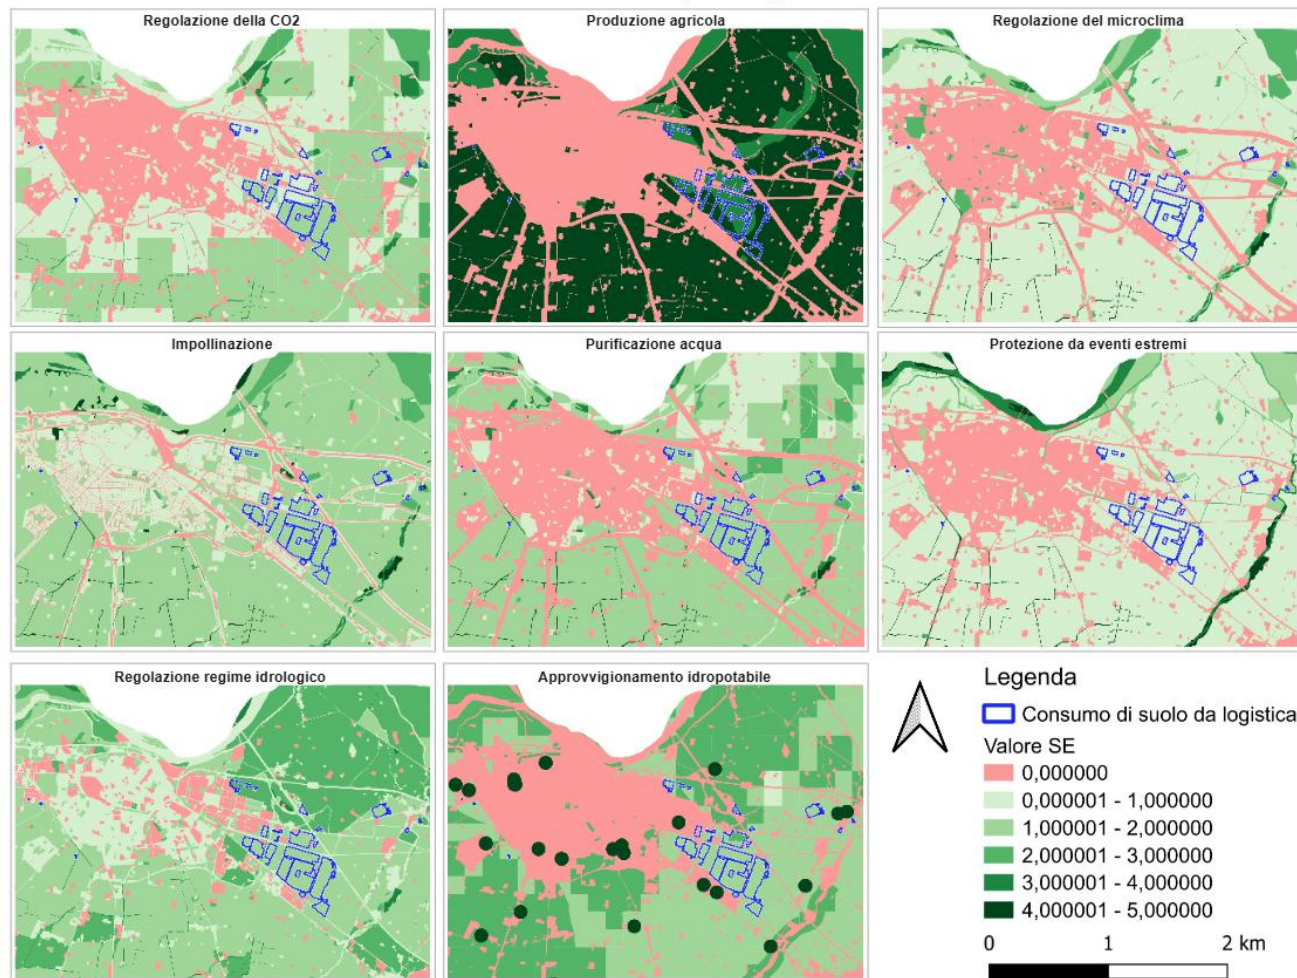 Regolazione della CO2
Produzione agricola
Regolazione del microclima
Impollinazione
Purificazione acqua
Protezione da eventi estremi
Regolazione regime idrologico
Approvvigionamento idropotabile
Legenda
Consumo di suolo da logistica
Valore SE
0,000000
0,000001 - 1,000000
1,000001 - 2,000000
2,000001 - 3,000000
3,000001 - 4,000000
4,000001 - 5,000000
0 1 2 km